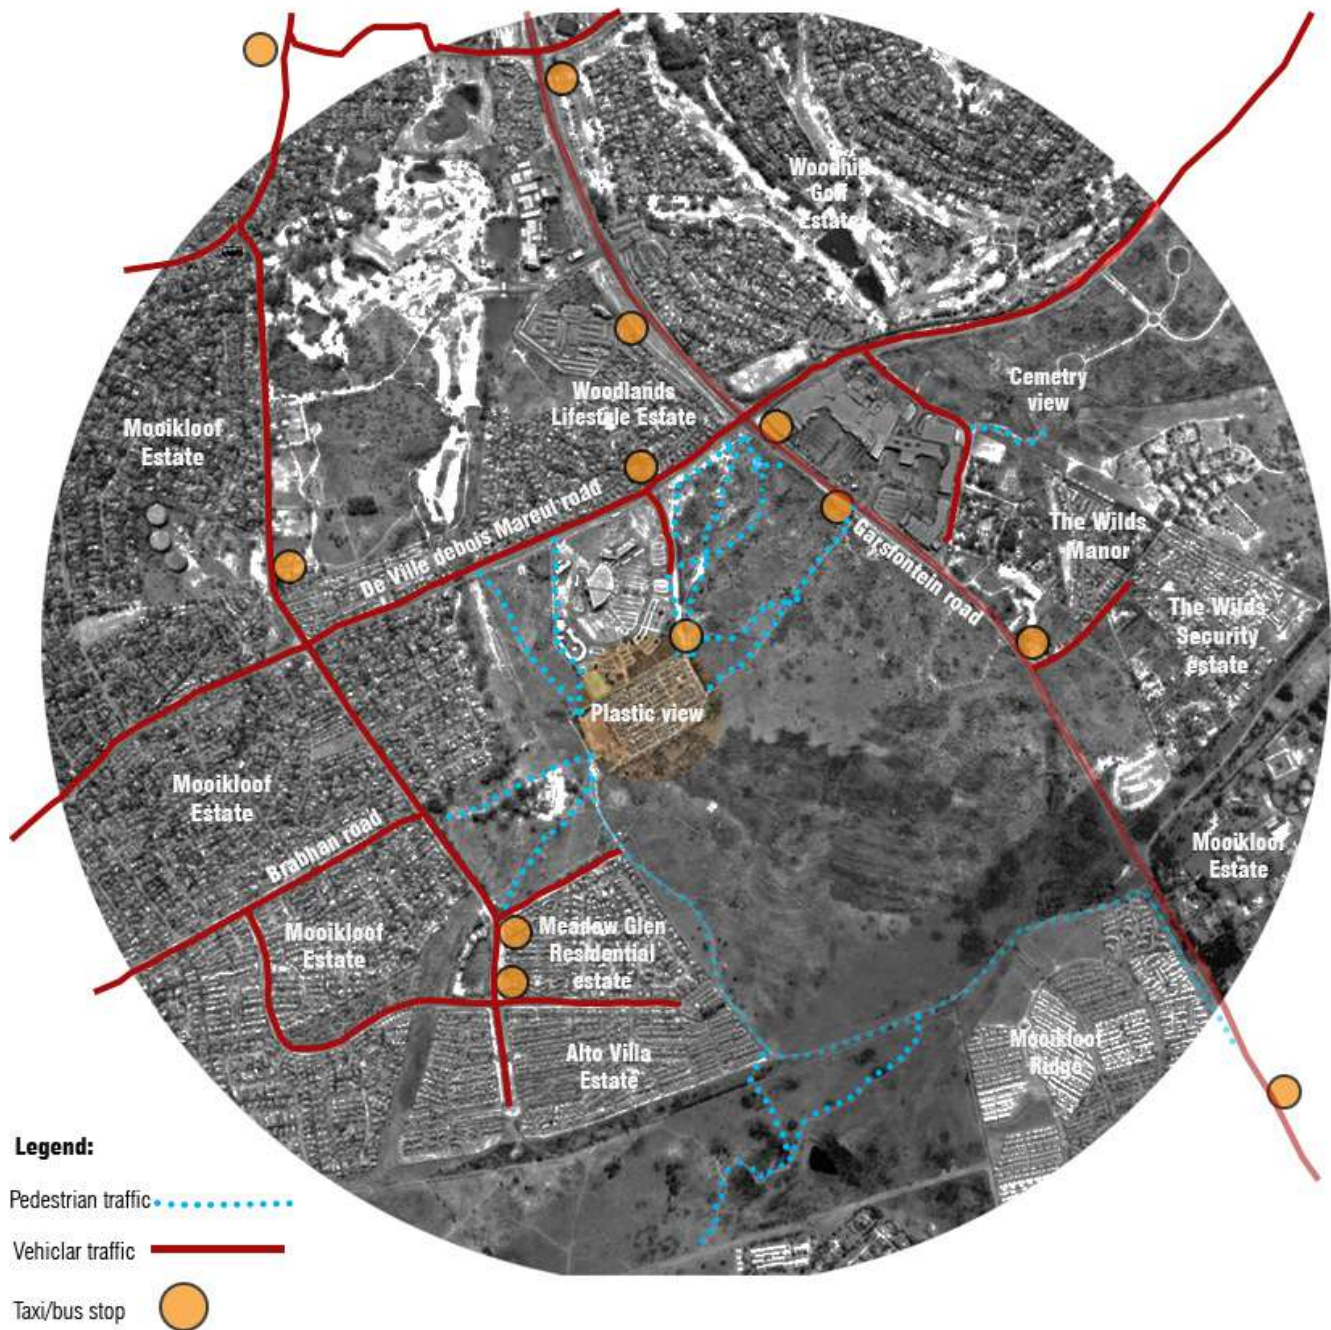 Woodhill
Golf
Estate
Cemetry
view
Woodlands
Lifestyle Estate
Mooikloof
Estate
De Ville debois Mareul road
Garsfontein road
The Wilds
Manor
The Wilds
Security
estate
Plastic view
Mooikloof
Estate
Brabhan road
Mooikloof
Estate
Mooikloof
Estate
Meadow Glen
Residential
estate
Alto Villa
Estate
Mooikloof
Ridge
Legend:
Pedestrian traffic
Vehiclar traffic
Taxi/bus stop